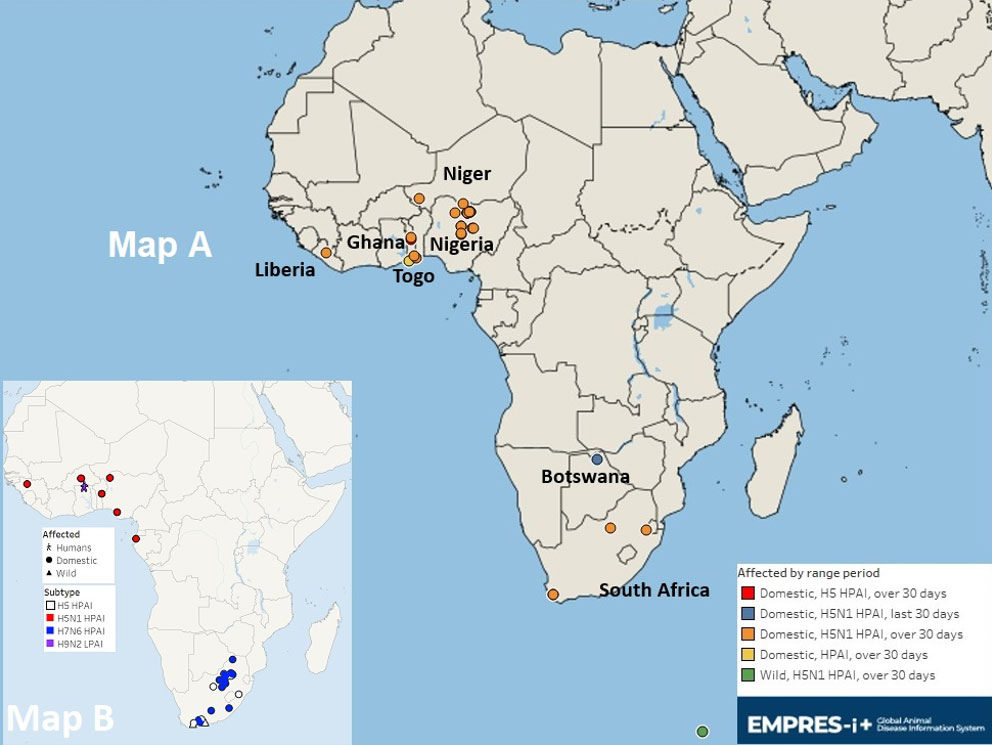 Niger
Map A
Ghana
Nigeria
Liberia
Togo
Botswana
South Africa
Affected by range period
Domestic, H5 HPAI, over 30 days
Domestic, H5N1 HPAI, last 30 days
Domestic, H5N1 HPAI, over 30 days
Domestic, HPAI, over 30 days
Wild, H5N1 HPAI, over 30 days
EMPRES-i+ Global Animal
Disease Information System
Affected
Humans
Domestic
Wild
Subtype
H5 HPAI
H5N1 HPAI
H7N6 HPAI
H9N2 LPAI
Map B